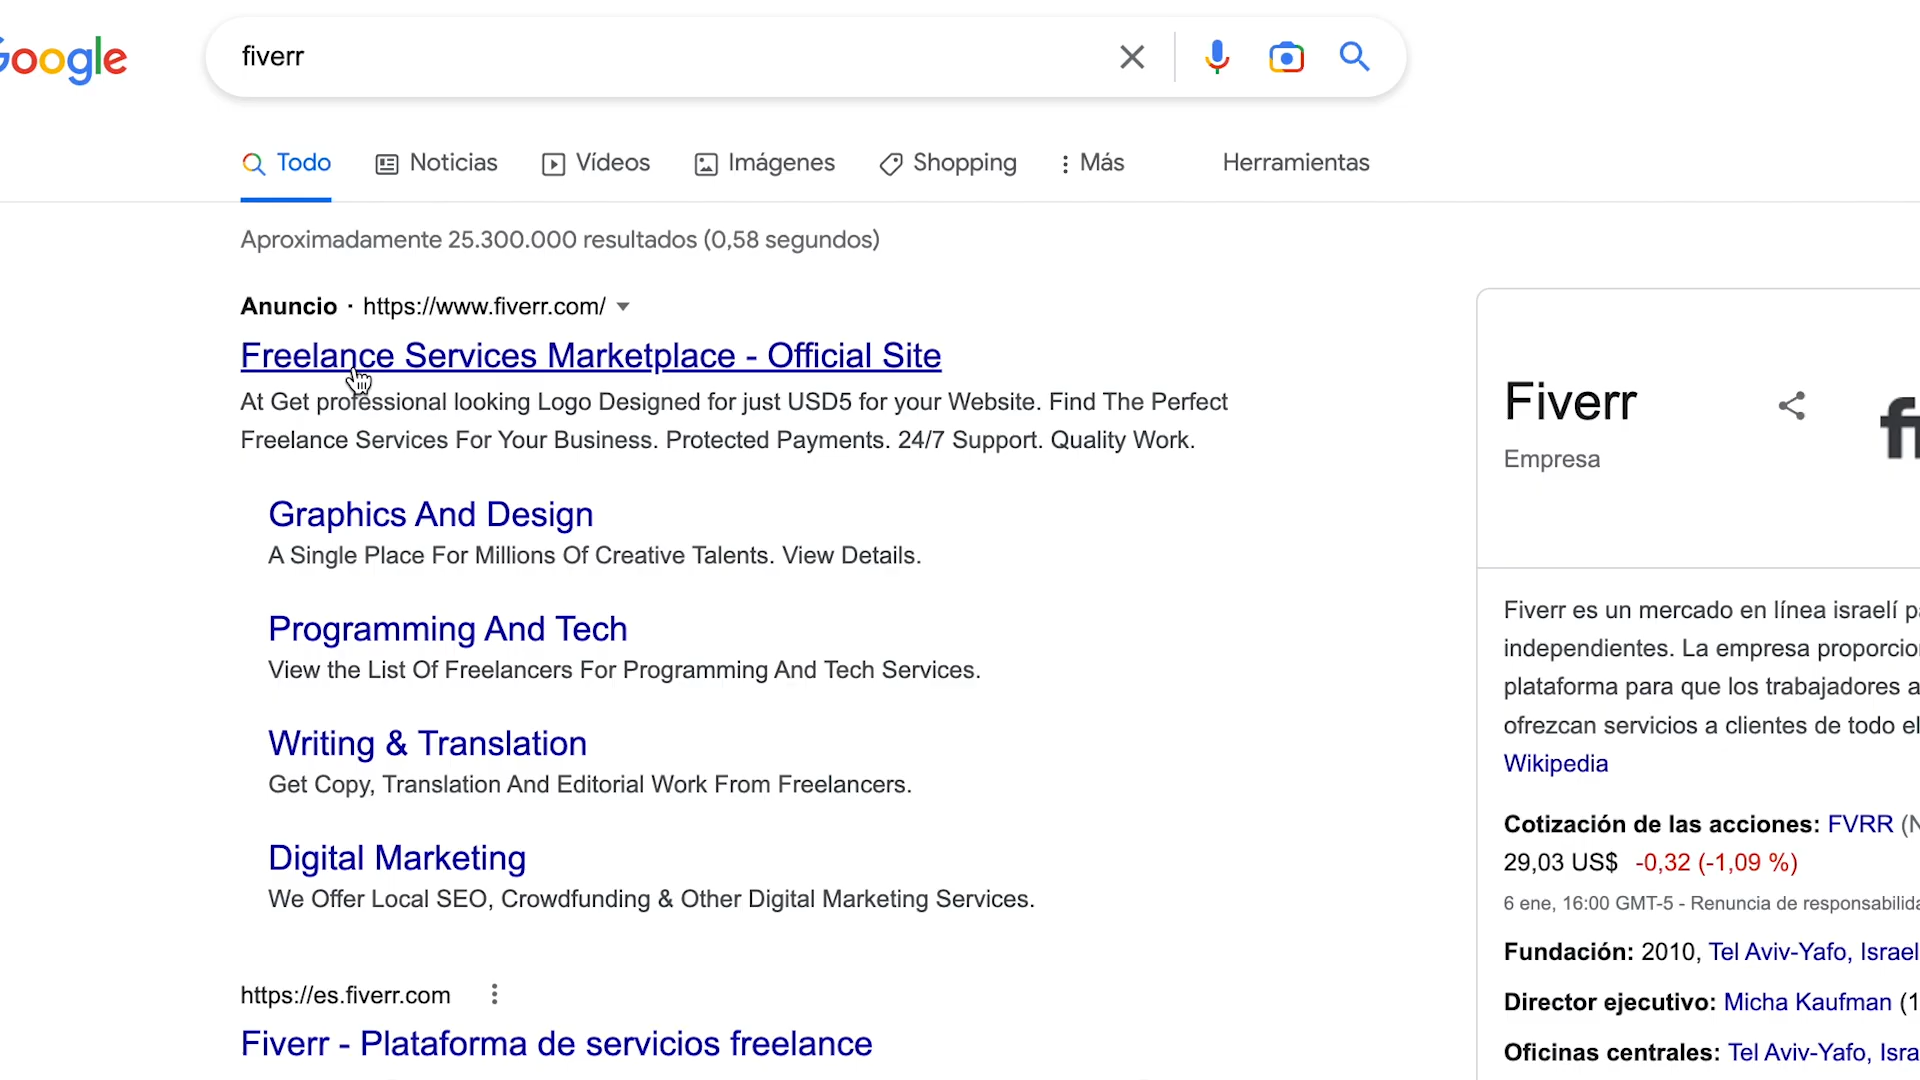 Google
fiverr
Todo
Noticias
Vídeos
Imágenes
Shopping
Más
Herramientas
Aproximadamente 25.300.000 resultados (0,58 segundos)
Anuncio · https://www.fiverr.com/
Freelance Services Marketplace - Official Site
At Get professional looking Logo Designed for just USD5 for your Website. Find The Perfect
Freelance Services For Your Business. Protected Payments. 24/7 Support. Quality Work.
Graphics And Design
A Single Place For Millions Of Creative Talents. View Details.
Programming And Tech
View the List Of Freelancers For Programming And Tech Services.
Writing & Translation
Get Copy, Translation And Editorial Work From Freelancers.
Digital Marketing
We Offer Local SEO, Crowdfunding & Other Digital Marketing Services.
https://es.fiverr.com
Fiverr - Plataforma de servicios freelance
Fiverr
Empresa
fi
Fiverr es un mercado en línea israelí
independientes. La empresa
plataforma para que los trabajadores
ofrezcan servicios a clientes de todo el
Wikipedia
Cotización de las acciones: FVRR
29,03 US$ -0,32 (-1,09 %)
6 ene, 16:00 GMT-5 - Renuncia de
Fundación: 2010, Tel Aviv-Yafo, Israel
Director ejecutivo: Micha Kaufman
Oficinas centrales: Tel Aviv-Yafo,